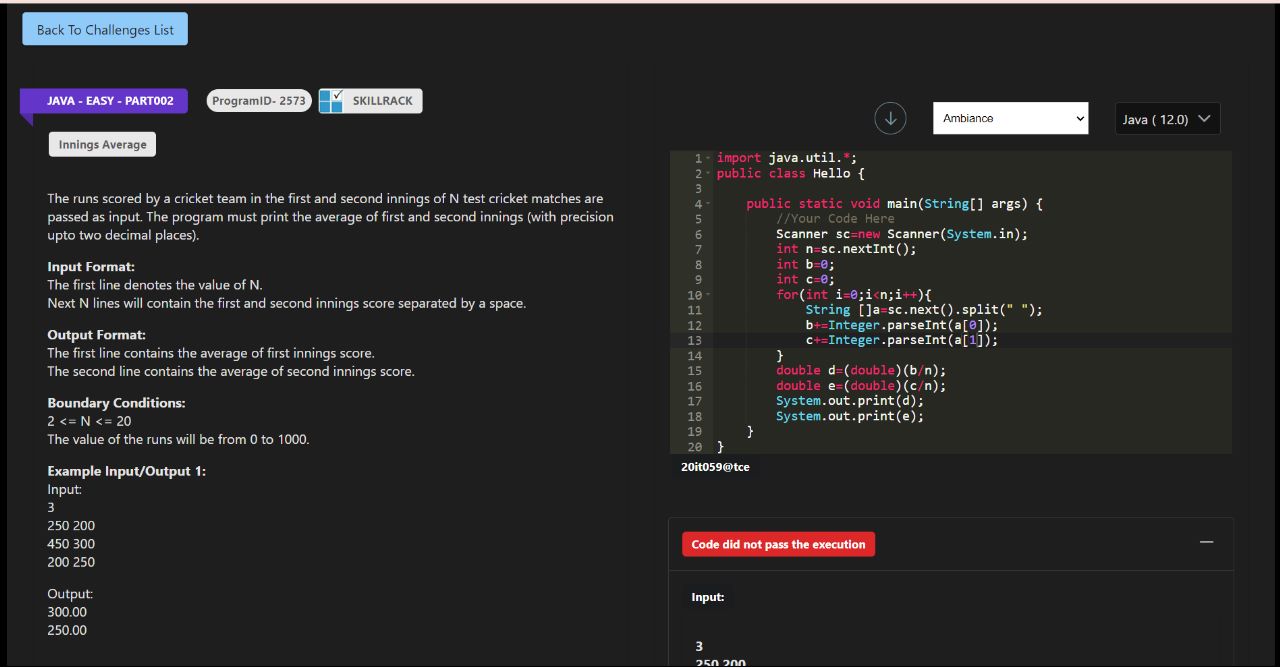 Back To Challenges List
JAVA - EASY - PART002
ProgramID- 2573
SKILLRACK
Innings Average
The runs scored by a cricket team in the first and second innings of N test cricket matches are
passed as input. The program must print the average of first and second innings (with precision
upto two decimal places).
Input Format:
The first line denotes the value of N.
Next N lines will contain the first and second innings score separated by a space.
Output Format:
The first line contains the average of first innings score.
The second line contains the average of second innings score.
Boundary Conditions:
2 <= N <= 20
The value of the runs will be from 0 to 1000.
Example Input/Output 1:
Input:
3
250 200
450 300
200 250
Output:
300.00
250.00
Ambiance
Java ( 12.0)
1 import java.util.*;
2 public class Hello {
3
4 public static void main(String[] args) {
5 //Your Code Here
6 Scanner sc=new Scanner(System.in);
7 int n=sc.nextInt();
8 int b=0;
9 int c=0;
10 for(int i=0;i<n;i++){
11 String []a=sc.next().split(" ");
12 b+=Integer.parseInt(a[0]);
13 c+=Integer.parseInt(a[1]);
14 }
15 double d=(double)(b/n);
16 double e=(double)(c/n);
17 System.out.print(d);
18 System.out.print(e);
19 }
20 }
20it059@tce
Code did not pass the execution
Input:
3
250 200